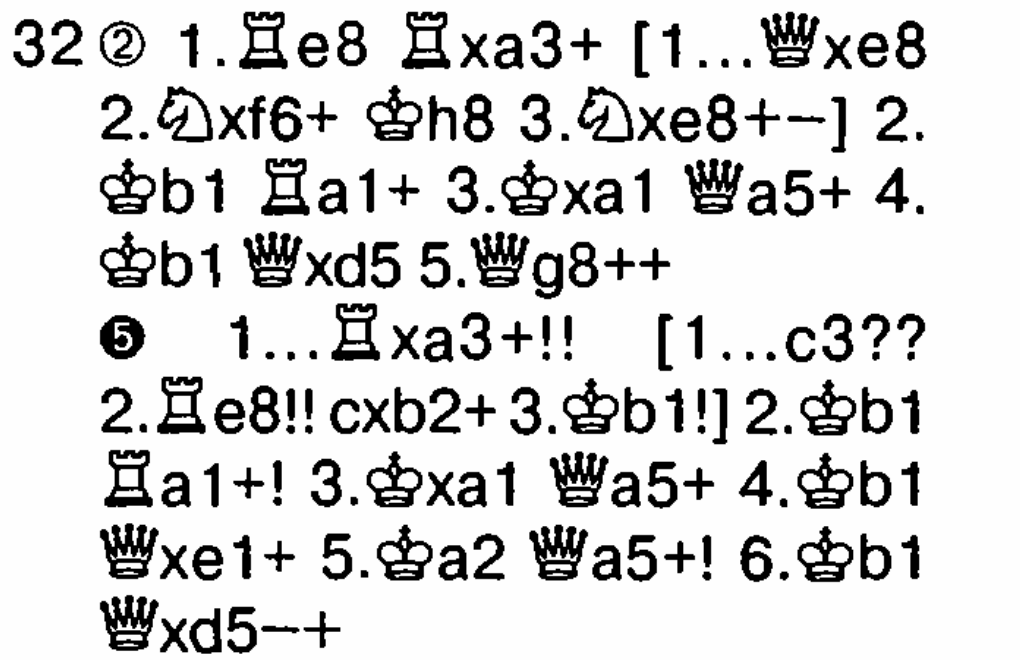 32 ② 1.♖e8 ♖xa3+ [1...♕xe8
2.♘xf6+ ♔h8 3.♘xe8+−] 2.
♔b1 ♖a1+ 3.♔xa1 ♕a5+ 4.
♔b1 ♕xd5 5.♕g8++
❺ 1...♖xa3+!! [1...c3??
2.♖e8!! cxb2+ 3.♔b1!] 2.♔b1
♖a1+! 3.♔xa1 ♕a5+ 4.♔b1
♕xe1+ 5.♔a2 ♕a5+! 6.♔b1
♕xd5−+